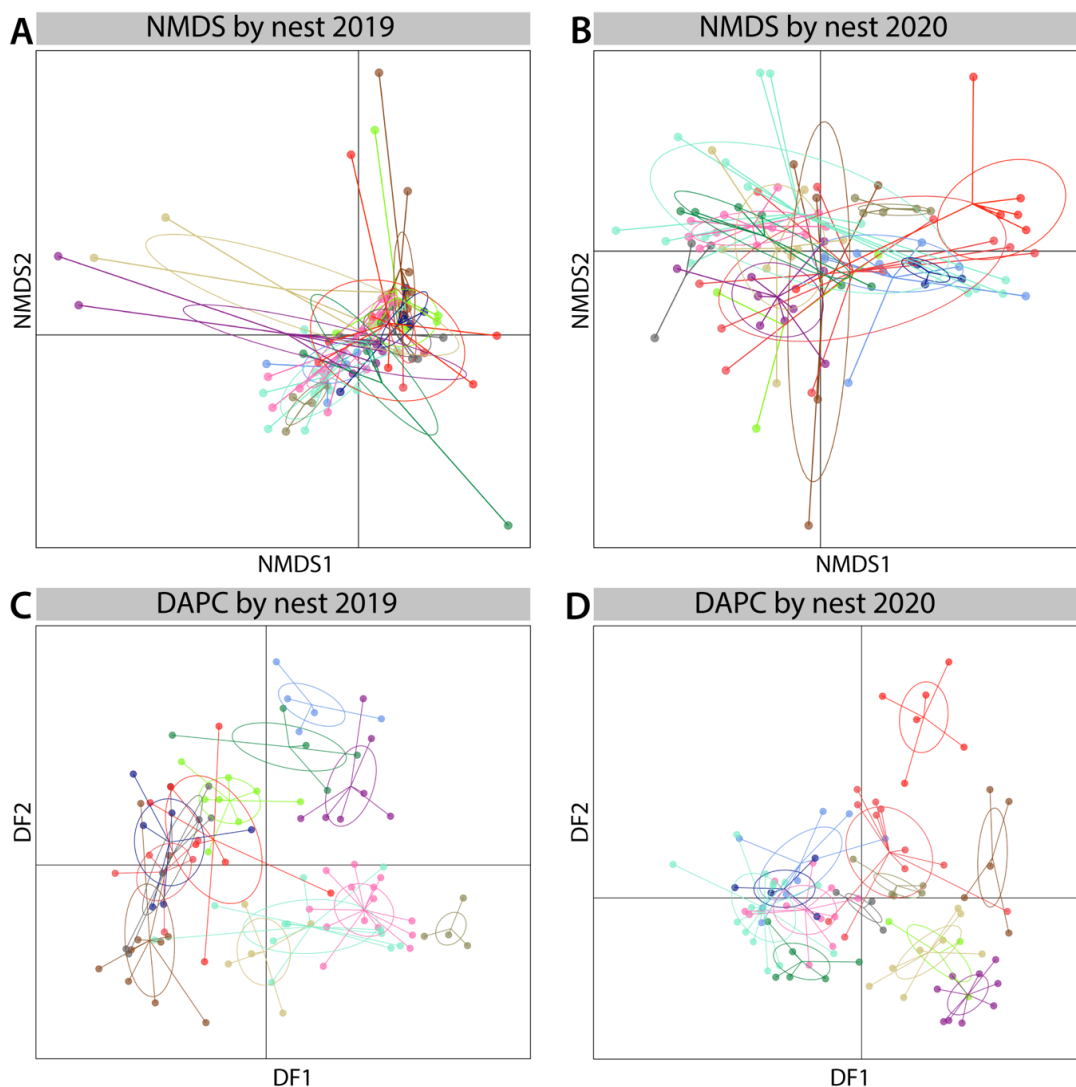 A NMDS by nest 2019
B NMDS by nest 2020
NMDS2
NMDS1
NMDS2
NMDS1
C DAPC by nest 2019
D DAPC by nest 2020
DF2
DF1
DF2
DF1